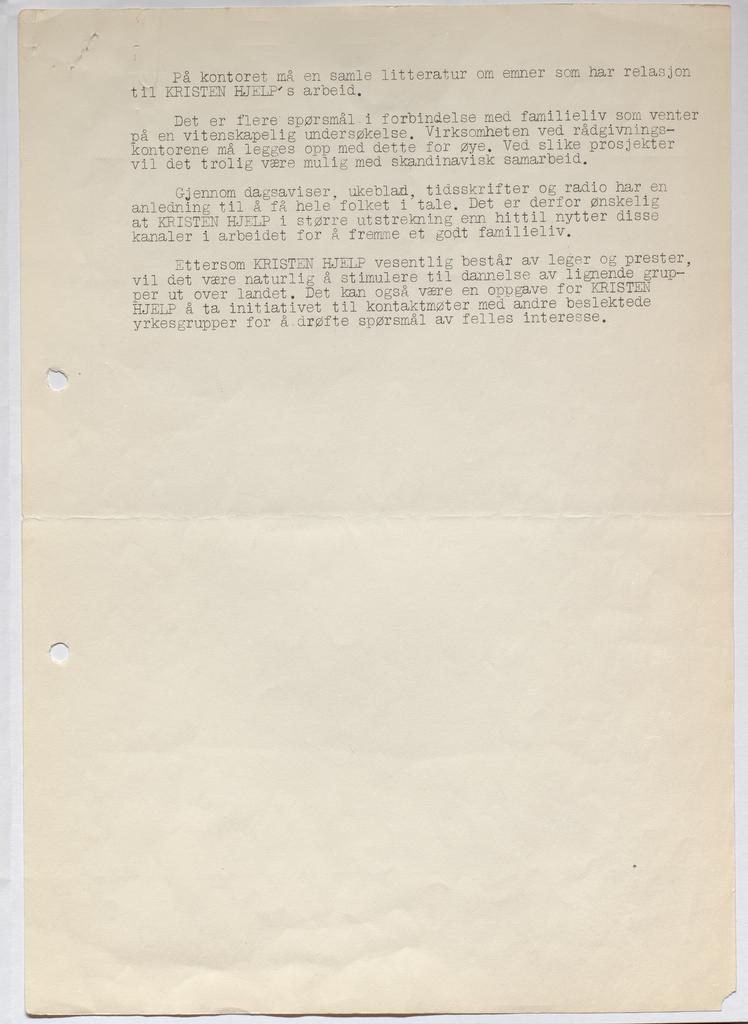 På kontoret må en samle litteratur om emner som har relasjon
til KRISTEN HJELP's arbeid.
Det er flere spørsmål i forbindelse med familieliv som venter
på en vitenskapelig undersøkelse. Virksomheten ved rådgivnings-
kontorene må legges opp med dette for øye. Ved slike prosjekter
vil det trolig være mulig med skandinavisk samarbeid.
Gjennom dagsaviser, ukeblad, tidsskrifter og radio har en
anledning til å få hele folket i tale. Det er derfor ønskelig
at KRISTEN HJELP i større utstrekning enn hittil nytter disse
kanaler i arbeidet for å fremme et godt familieliv.
Ettersom KRISTEN HJELP vesentlig består av leger og prester,
vil det være naturlig å stimulere til dannelse av lignende grup-
per ut over landet. Det kan også være en oppgave for KRISTEN
HJELP å ta initiativet til kontaktmøter med andre beslektede
yrkesgrupper for å drøfte spørsmål av felles interesse.